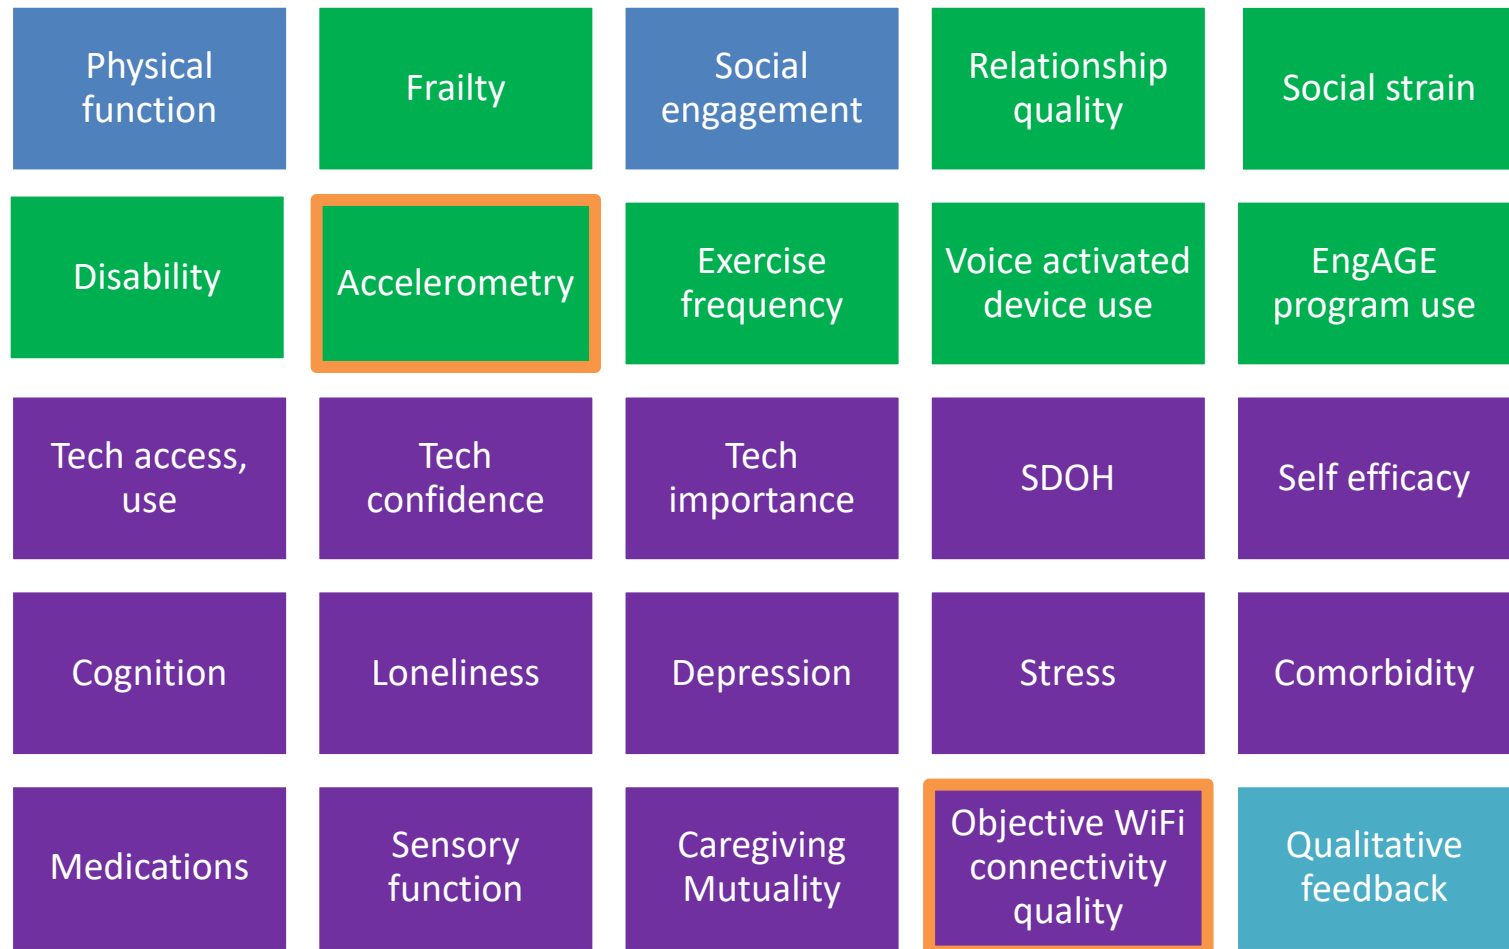 Physical
function
Frailty
Social
engagement
Relationship
quality
Social strain
Disability
Accelerometry
Exercise
frequency
Voice activated
device use
EngAGE
program use
Tech access,
use
Tech
confidence
Tech
importance
SDOH
Self efficacy
Cognition
Loneliness
Depression
Stress
Comorbidity
Medications
Sensory
function
Caregiving
Mutuality
Objective WiFi
connectivity
quality
Qualitative
feedback